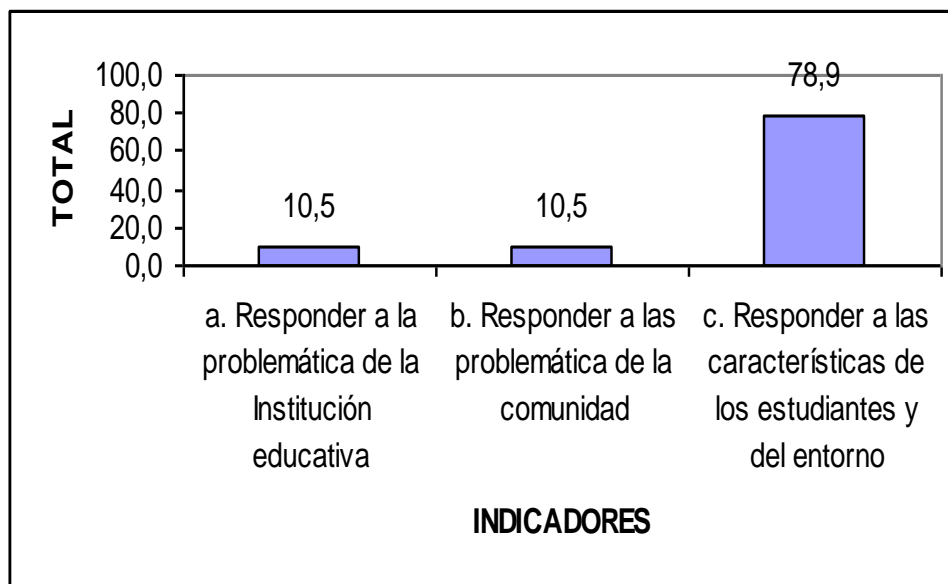 TOTAL
100,0
80,0
60,0
40,0
20,0
0,0
10,5
10,5
78,9
a. Responder a la
problemática de la
Institución
educativa
b. Responder a las
problemática de la
comunidad
c. Responder a las
características de
los estudiantes y
del entorno
INDICADORES